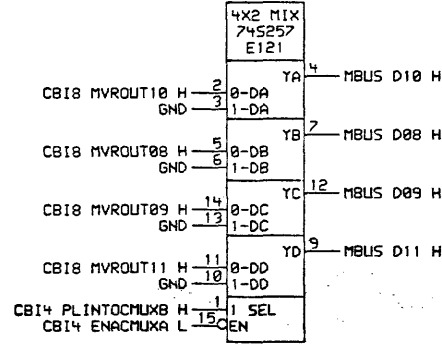 4X2 MIX
74S257
E121
YA 4 MBUS D10 H
CBI8 MVROUT10 H 2 0-DA
GND 3 1-DA
YB 7 MBUS D08 H
CBI8 MVROUT08 H 5 0-DB
GND 6 1-DB
YC 12 MBUS D09 H
CBI8 MVROUT09 H 14 0-DC
GND 13 1-DC
YD 9 MBUS D11 H
CBI8 MVROUT11 H 11 0-DD
GND 10 1-DD
CBI4 PLINTOCMUXB H 1 1 SEL
CBI4 ENACMUXA L 15 EN